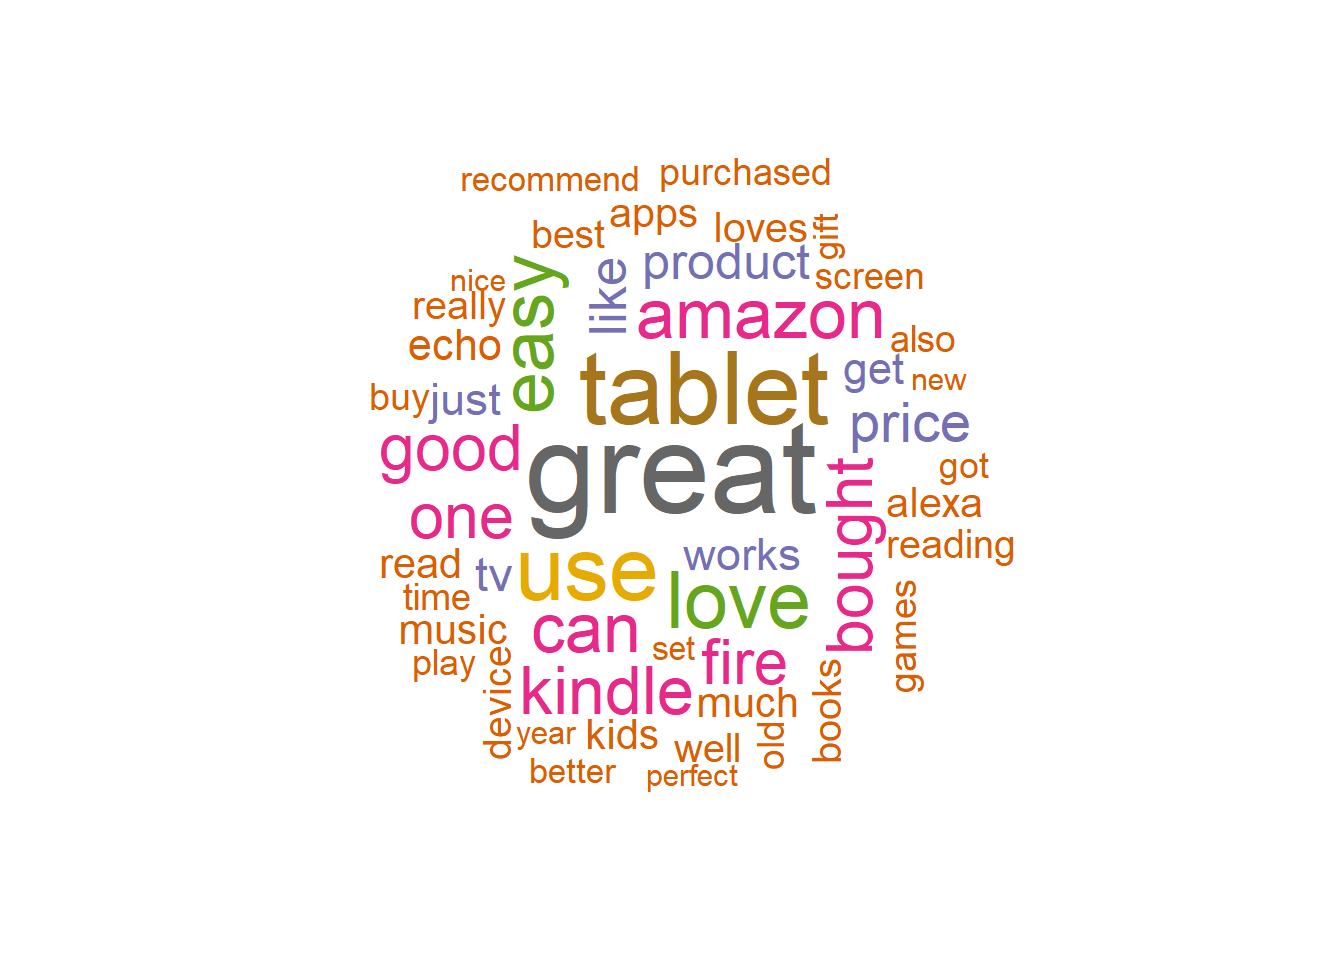 recommend
purchased
apps
best
loves
gift
product
like
easy
nice
screen
really
amazon
echo
also
tablet
get
new
buy
just
price
good
great
got
bought
one
alexa
reading
works
read
tv
use
love
time
games
can
music
set
fire
play
device
kindle
much
books
year
kids
well
old
better
perfect